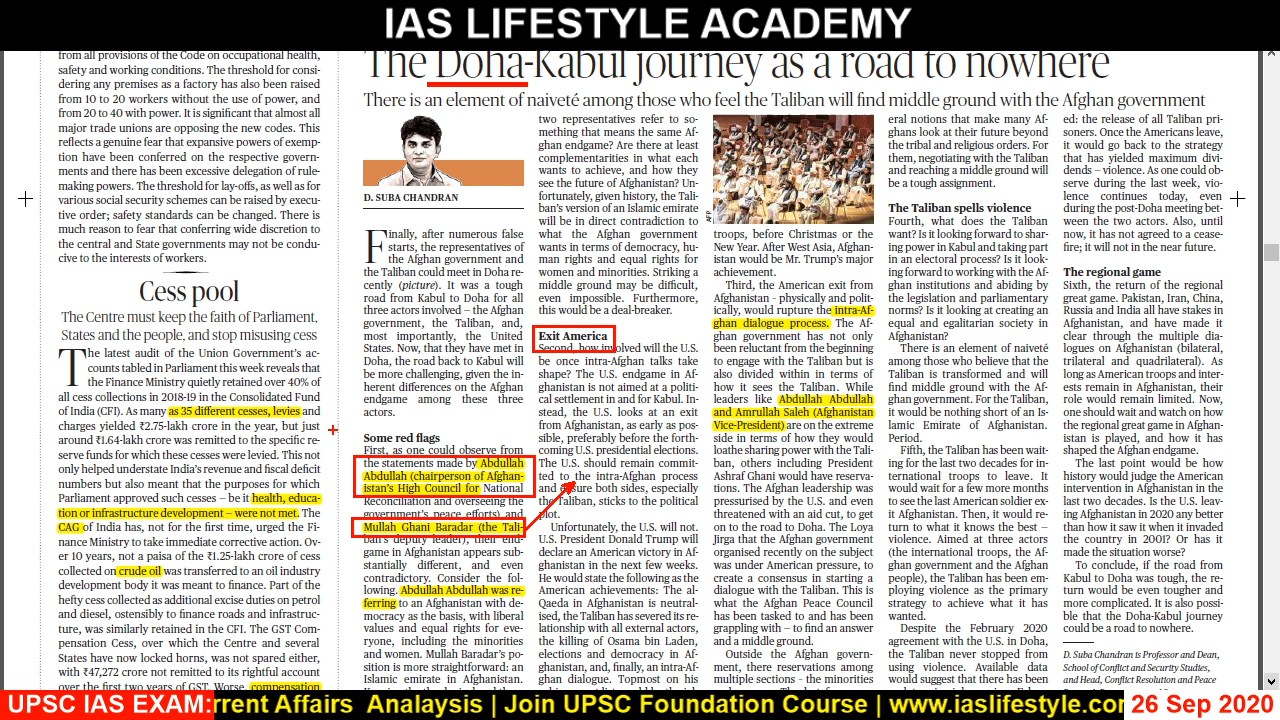 IAS LIFESTYLE ACADEMY
from all provisions of the Code on occupational health,
safety and working conditions. The threshold for consi-
dering any premises as a factory has also been raised
from 10 to 20 workers without the use of power, and
from 20 to 40 with power. It is significant that almost all
major trade unions are opposing the new codes. This
reflects a genuine fear that expansive powers of exemp-
tion have been conferred on the respective govern-
ments and there has been excessive delegation of rule-
making powers. The threshold for lay-offs, as well as for
various social security schemes can be raised by execu-
tive order; safety standards can be changed. There is
much reason to fear that conferring wide discretion to
the central and State governments may not be condu-
cive to the interests of workers.
Cess pool
The Centre must keep the faith of Parliament,
States and the people, and stop misusing cess
The latest audit of the Union Government's ac-
counts tabled in Parliament this week reveals that
the Finance Ministry quietly retained over 40% of
all cess collections in 2018-19 in the Consolidated Fund
of India (CFI). As many as 35 different cesses, levies and
charges yielded ₹2.75-lakh crore in the year, but just
around ₹1.64-lakh crore was remitted to the specific re-
serve funds for which these cesses were levied. This not
only helped understate India's revenue and fiscal deficit
numbers but also meant that the purposes for which
Parliament approved such cesses – be it health, educa-
tion or infrastructure development – were not met. The
CAG of India has, not for the first time, urged the Fi-
nance Ministry to take immediate corrective action. Ov-
er 10 years, not a paisa of the ₹1.25-lakh crore of cess
collected on crude oil was transferred to an oil industry
development body it was meant to finance. Part of the
hefty cess collected as additional excise duties on petrol
and diesel, ostensibly to finance roads and infrastruc-
ture, was similarly retained in the CFI. The GST Com-
pensation Cess, over which the Centre and several
States have now locked horns, was not spared either,
with ₹47,272 crore not remitted to its rightful account
over the first two years of GST. Worse, compensation
The Doha-Kabul journey as a road to nowhere
There is an element of naiveté among those who feel the Taliban will find middle ground with the Afghan government
D. SUBA CHANDRAN
Finally, after numerous false
starts, the representatives of
the Afghan government and
the Taliban could meet in Doha re-
cently (picture). It was a tough
road from Kabul to Doha for all
three actors involved – the Afghan
government, the Taliban, and,
most importantly, the United
States. Now, that they have met in
Doha, the road back to Kabul will
be more challenging, given the in-
herent differences on the Afghan
endgame among these three
actors.
Some red flags
First, as one could observe from
the statements made by Abdullah
Abdullah (chairperson of Afghan-
istan's High Council for National
Reconciliation and overseeing the
government's peace efforts) and
Mullah Ghani Baradar (the Tali-
ban's deputy leader), their end-
game in Afghanistan appears sub-
stantially different, and even
contradictory. Consider the fol-
lowing. Abdullah Abdullah was re-
ferring to an Afghanistan with de-
mocracy as the basis, with liberal
values and equal rights for eve-
ryone, including the minorities
and women. Mullah Baradar's po-
sition is more straightforward: an
Islamic emirate in Afghanistan.
two representatives refer to so-
mething that means the same Af-
ghan endgame? Are there at least
complementarities in what each
wants to achieve, and how they
see the future of Afghanistan? Un-
fortunately, given history, the Tali-
ban's version of an Islamic emirate
will be in direct contradiction to
what the Afghan government
wants in terms of democracy, hu-
man rights and equal rights for
women and minorities. Striking a
middle ground may be difficult,
even impossible. Furthermore,
this would be a deal-breaker.
Exit America
Second, how involved will the U.S.
be once intra-Afghan talks take
shape? The U.S. endgame in Af-
ghanistan is not aimed at a politi-
cal settlement in and for Kabul. In-
stead, the U.S. looks at an exit
from Afghanistan, as early as pos-
sible, preferably before the forth-
coming U.S. presidential elections.
The U.S. should remain commit-
ted to the intra-Afghan process
and ensure both sides, especially
the Taliban, sticks to the political
plot.
Unfortunately, the U.S. will not.
U.S. President Donald Trump will
declare an American victory in Af-
ghanistan in the next few weeks.
He would state the following as the
American achievements: The al-
Qaeda in Afghanistan is neutral-
ised, the Taliban has severed its re-
lationship with all external actors,
the killing of Osama bin Laden,
elections and democracy in Af-
ghanistan, and, finally, an intra-Af-
ghan dialogue. Topmost on his
AFP
troops, before Christmas or the
New Year. After West Asia, Afghan-
istan would be Mr. Trump's major
achievement.
Third, the American exit from
Afghanistan – physically and polit-
ically, would rupture the intra-Af-
ghan dialogue process. The Af-
ghan government has not only
been reluctant from the beginning
to engage with the Taliban but is
also divided within in terms of
how it sees the Taliban. While
leaders like Abdullah Abdullah
and Amrullah Saleh (Afghanistan
Vice-President) are on the extreme
side in terms of how they would
loathe sharing power with the Tali-
ban, others including President
Ashraf Ghani would have reserva-
tions. The Afghan leadership was
pressurised by the U.S. and even
threatened with an aid cut, to get
on to the road to Doha. The Loya
Jirga that the Afghan government
organised recently on the subject
was under American pressure, to
create a consensus in starting a
dialogue with the Taliban. This is
what the Afghan Peace Council
has been tasked to and has been
grappling with – to find an answer
and a middle ground.
Outside the Afghan govern-
ment, there reservations among
multiple sections - the minorities
eral notions that make many Af-
ghans look at their future beyond
the tribal and religious orders. For
them, negotiating with the Taliban
and reaching a middle ground will
be a tough assignment.
The Taliban spells violence
Fourth, what does the Taliban
want? Is it looking forward to sha-
ring power in Kabul and taking part
in an electoral process? Is it look-
ing forward to working with the Af-
ghan institutions and abiding by
the legislation and parliamentary
norms? Is it looking at creating an
equal and egalitarian society in
Afghanistan?
There is an element of naiveté
among those who believe that the
Taliban is transformed and will
find middle ground with the Af-
ghan government. For the Taliban,
it would be nothing short of an Is-
lamic Emirate of Afghanistan.
Period.
Fifth, the Taliban has been wait-
ing for the last two decades for in-
ternational troops to leave. It
would wait for a few more months
to see the last American soldier ex-
it Afghanistan. Then, it would re-
turn to what it knows the best –
violence. Aimed at three actors
(the international troops, the Af-
ghan government and the Afghan
people), the Taliban has been em-
ploying violence as the primary
strategy to achieve what it has
wanted.
Despite the February 2020
agreement with the U.S. in Doha,
the Taliban never stopped from
using violence. Available data
would suggest that there has been
ed: the release of all Taliban pri-
soners. Once the Americans leave,
it would go back to the strategy
that has yielded maximum divi-
dends – violence. As one could ob-
serve during the last week, vio-
lence continues today, even
during the post-Doha meeting bet-
ween the two actors. Also, until
now, it has not agreed to a cease-
fire; it will not in the near future.
The regional game
Sixth, the return of the regional
great game. Pakistan, Iran, China,
Russia and India all have stakes in
Afghanistan, and have made it
clear through the multiple dia-
logues on Afghanistan (bilateral,
trilateral and quadrilateral). As
long as American troops and inter-
ests remain in Afghanistan, their
role would remain limited. Now,
one should wait and watch on how
the regional great game in Afghan-
istan is played, and how it has
shaped the Afghan endgame.
The last point would be how
history would judge the American
intervention in Afghanistan in the
last two decades. Is the U.S. leav-
ing Afghanistan in 2020 any better
than how it saw it when it invaded
the country in 2001? Or has it
made the situation worse?
To conclude, if the road from
Kabul to Doha was tough, the re-
turn would be even tougher and
more complicated. It is also possi-
ble that the Doha-Kabul journey
could be a road to nowhere.
D. Suba Chandran is Professor and Dean,
School of Conflict and Security Studies,
and Head, Conflict Resolution and Peace
UPSC IAS EXAM: rrent Affairs Analaysis | Join UPSC Foundation Course | www.iaslifestyle.cor 26 Sep 2020